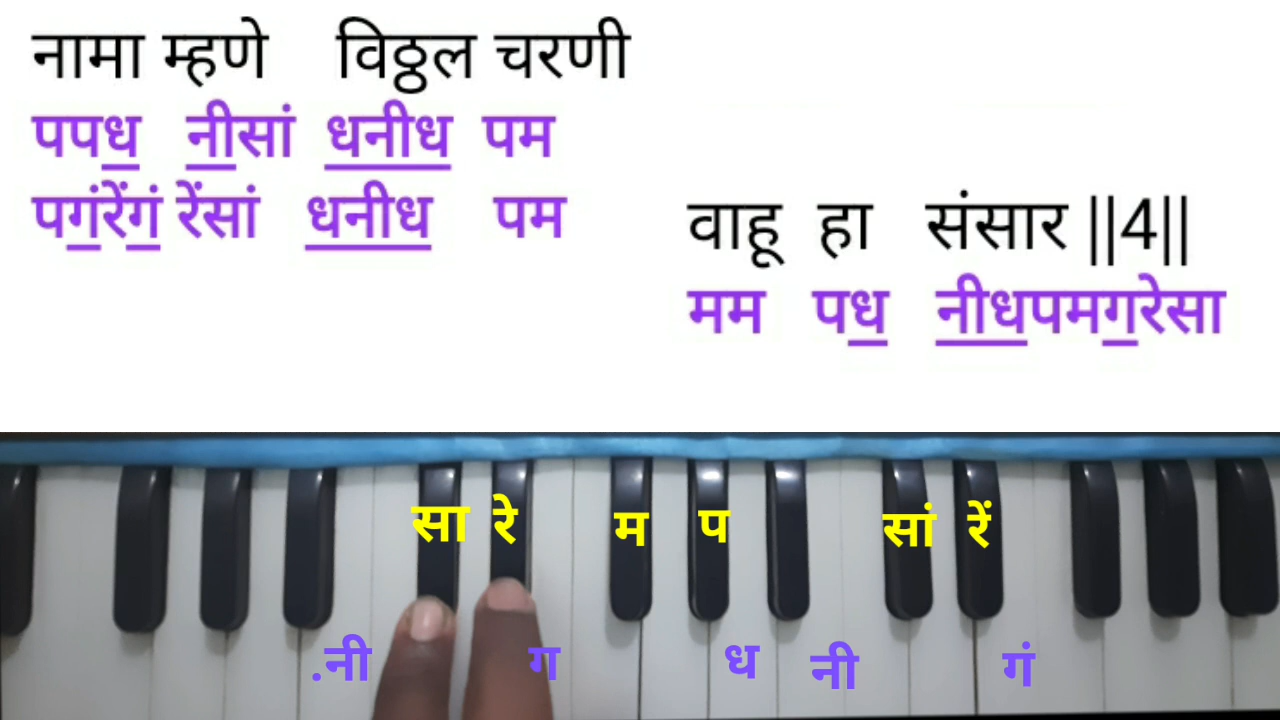 नामा म्हणे विठ्ठल चरणी
पपध नीसां धनीध पम
पगंरेंगं रेंसां धनीध पम
वाहू हा संसार ||4||
मम पध नीधपमगरेसा
सा रे म प सां रें
.नी ग ध नी गं